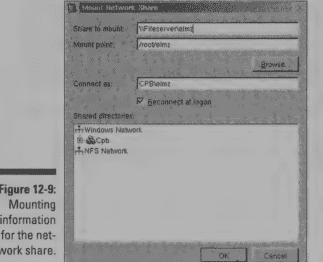 Mount Network Share
Share to mount: \\Fileserver\elmz
Mount point: /root/elmz
Browse...
Connect as: CPB\elmz
Reconnect at logon
Shared directories:
Windows Network
Cpb
NFS Network
OK Cancel
Figure 12-9:
Mounting
information
for the net-
work share.